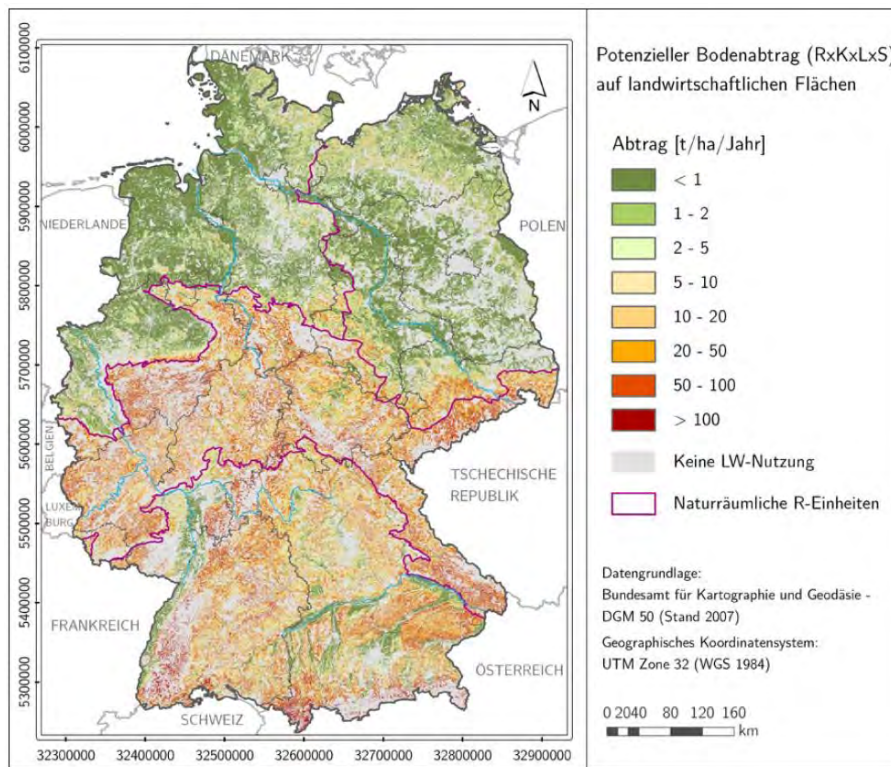 Potenzieller Bodenabtrag (RxKxLxS)
auf landwirtschaftlichen Flächen
N
Abtrag [t/ha/Jahr]
< 1
1 - 2
2 - 5
5 - 10
10 - 20
20 - 50
50 - 100
> 100
Keine LW-Nutzung
Naturräumliche R-Einheiten
Datengrundlage:
Bundesamt für Kartographie und Geodäsie -
DGM 50 (Stand 2007)
Geographisches Koordinatensystem:
UTM Zone 32 (WGS 1984)
0 20 40 80 120 160
km
DÄNEMARK
NIEDERLANDE
POLEN
BELGIEN
LUXEM
BURG
TSCHECHISCHE
REPUBLIK
FRANKREICH
ÖSTERREICH
SCHWEIZ
6100000
6000000
5900000
5800000
5700000
5600000
5500000
5400000
5300000
32300000
32400000
32500000
32600000
32700000
32800000
32900000